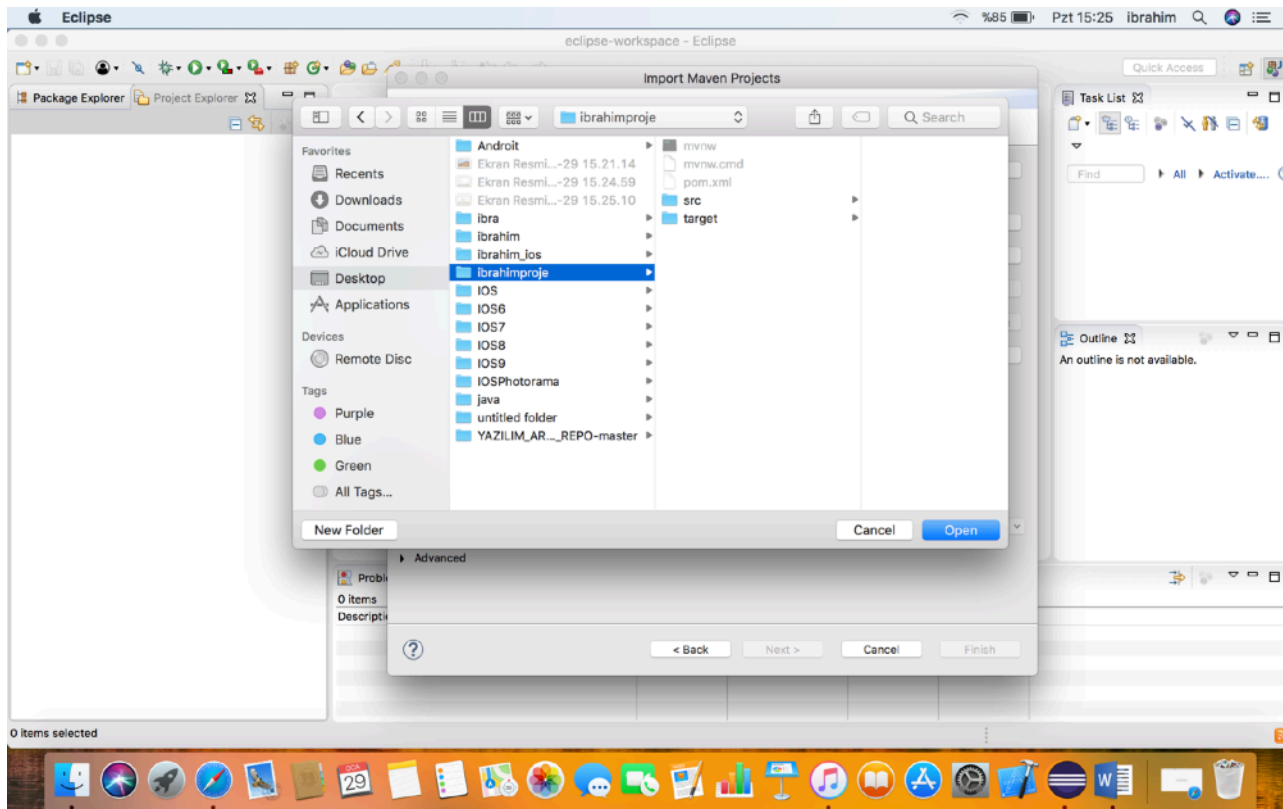 Eclipse %85 Pzt 15:25 ibrahim
eclipse-workspace - Eclipse
Quick Access
Import Maven Projects
Package Explorer Project Explorer
Task List
ibrahimproje Search
Find All Activate....
Favorites
Recents
Downloads
Documents
iCloud Drive
Desktop
Applications
Devices
Remote Disc
Tags
Purple
Blue
Green
All Tags...
Androit
Ekran Resmi...-29 15.21.14
Ekran Resmi...-29 15.24.59
Ekran Resmi...-29 15.25.10
ibra
ibrahim
ibrahim_ios
ibrahimproje
IOS
IOS6
IOS7
IOS8
IOS9
IOSPhotorama
java
untitled folder
YAZILIM_AR..._REPO-master
mvnw
mvnw.cmd
pom.xml
src
target
Outline
An outline is not available.
New Folder Cancel Open
Advanced
Proble
0 items
Descriptio
? < Back Next > Cancel Finish
0 items selected
OCA
29
W